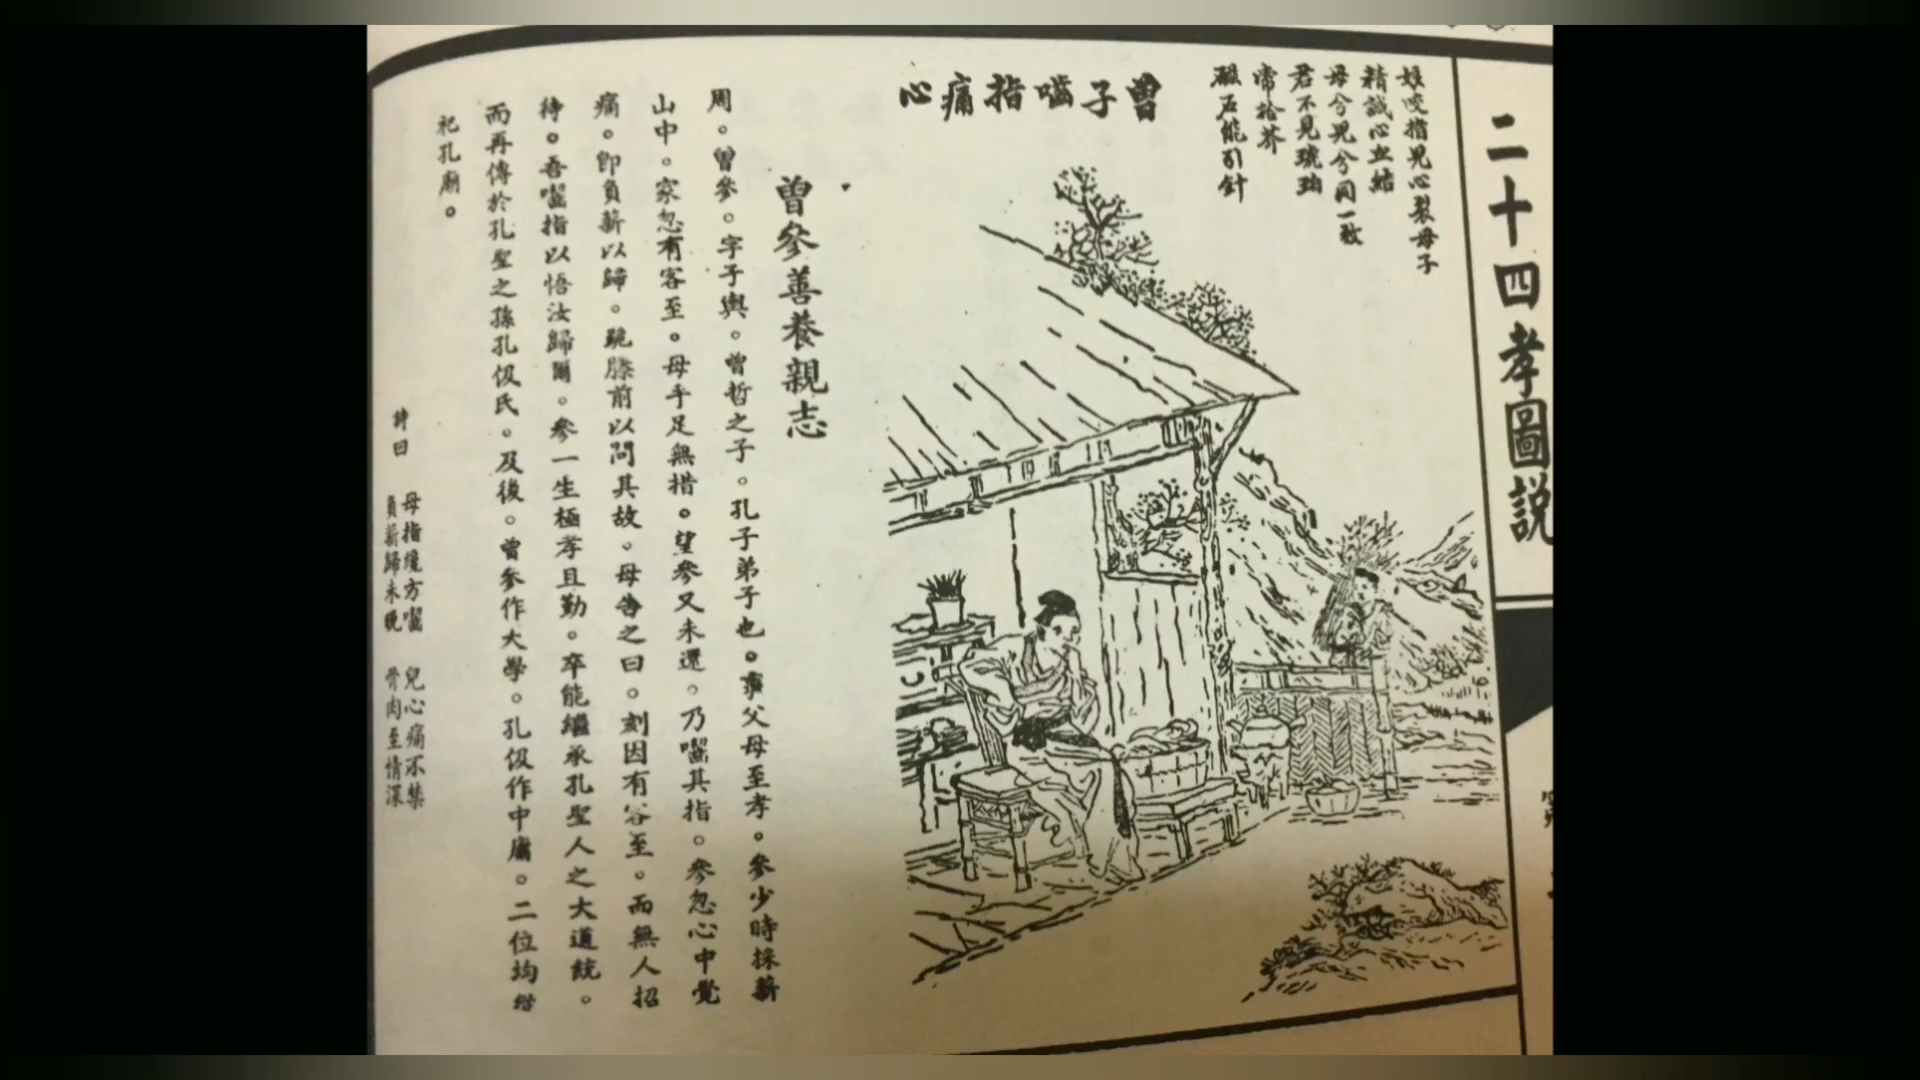 二十四孝圖説
娘咬指兒心裂母子
精誠心血結
母兮兒兮同一致
君不見琥珀
常拾芥
磁石能引針
曾子嚙指痛心
曾參善養親志
周。曾參。字子輿。曾晳之子。孔子弟子也。事父母至孝。參少時採薪
山中。家忽有客至。母手足無措。望參又未還。乃嚙其指。參忽心中覺
痛。卽負薪以歸。跪膝前以問其故。母告之曰。刻因有客至。而無人招
待。吾嚙指以悟汝歸爾。參一生極孝且勤。卒能繼承孔聖人之大道統。
而再傳於孔聖之孫孔伋氏。及後。曾參作大學。孔伋作中庸。二位均
祀孔廟。
詩曰
母指纔方嚙 兒心痛不禁
負薪歸未晚 骨肉至情深